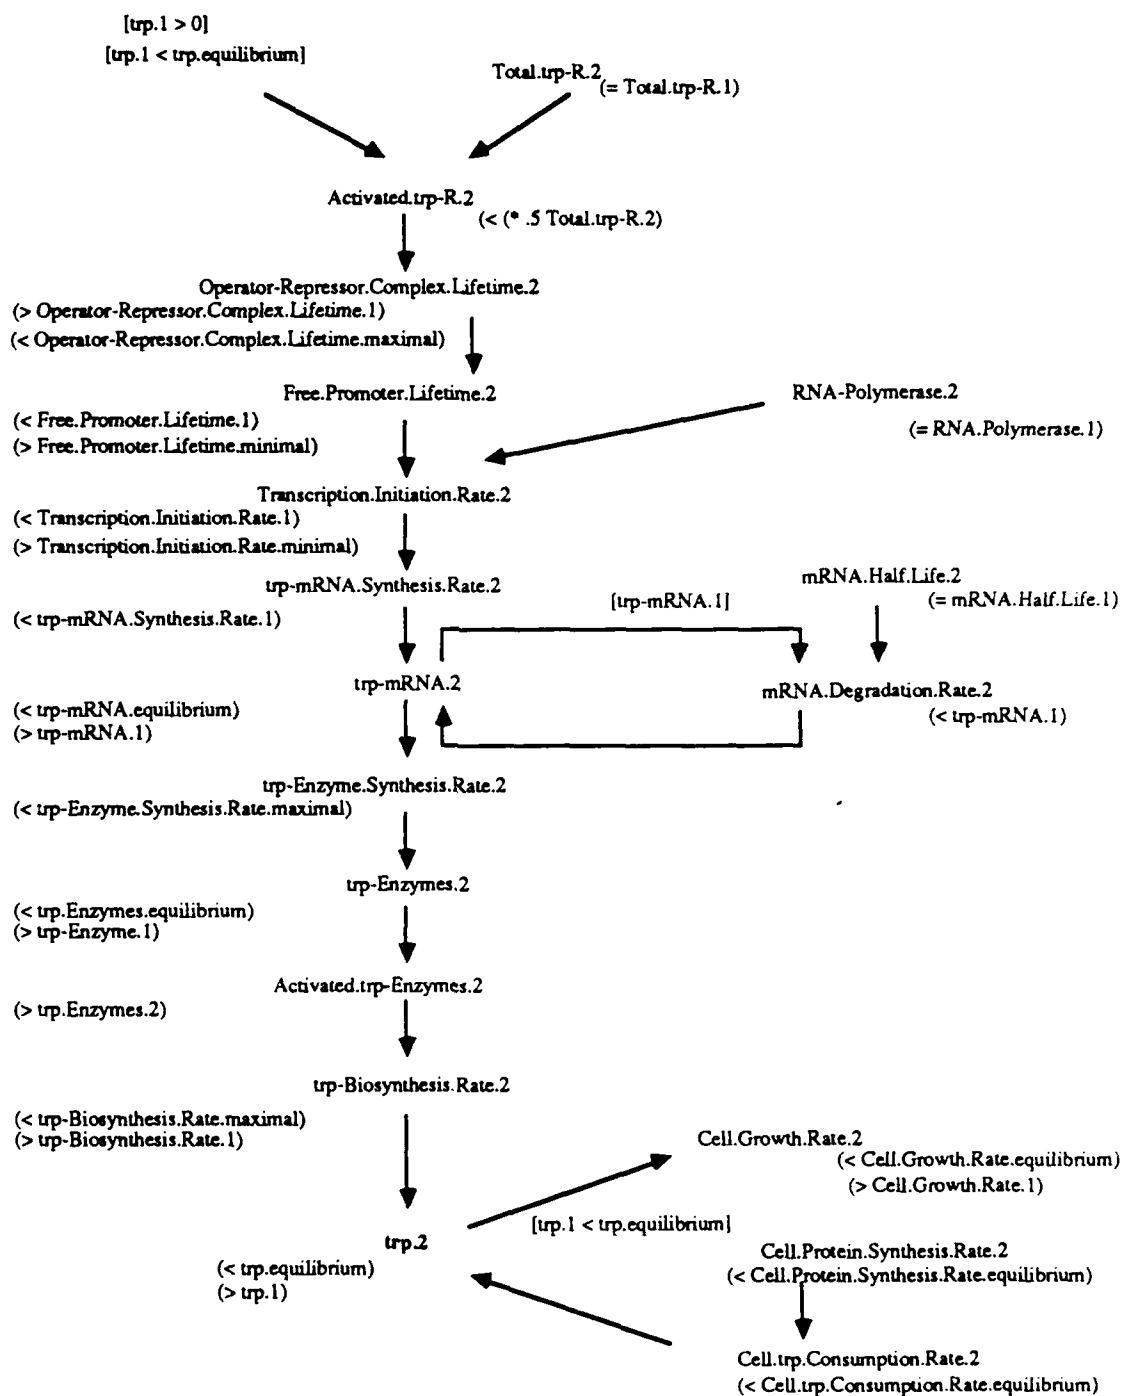 [trp.1 > 0]
[trp.1 < trp.equilibrium]
Total.trp-R.2
(= Total.trp-R.1)
Activated.trp-R.2
(< (* .5 Total.trp-R.2)
Operator-Repressor.Complex.Lifetime.2
(> Operator-Repressor.Complex.Lifetime.1)
(< Operator-Repressor.Complex.Lifetime.maximal)
Free.Promoter.Lifetime.2
RNA-Polymerase.2
(< Free.Promoter.Lifetime.1)
(= RNA.Polymerase.1)
(> Free.Promoter.Lifetime.minimal)
Transcription.Initiation.Rate.2
(< Transcription.Initiation.Rate.1)
(> Transcription.Initiation.Rate.minimal)
trp-mRNA.Synthesis.Rate.2
mRNA.Half.Life.2
[trp-mRNA.1]
(= mRNA.Half.Life.1)
(< trp-mRNA.Synthesis.Rate.1)
trp-mRNA.2
mRNA.Degradation.Rate.2
(< trp-mRNA.equilibrium)
(< trp-mRNA.1)
(> trp-mRNA.1)
trp-Enzyme.Synthesis.Rate.2
(< trp-Enzyme.Synthesis.Rate.maximal)
trp-Enzymes.2
(< trp.Enzymes.equilibrium)
(> trp-Enzyme.1)
Activated.trp-Enzymes.2
(> trp.Enzymes.2)
trp-Biosynthesis.Rate.2
(< trp-Biosynthesis.Rate.maximal)
(> trp-Biosynthesis.Rate.1)
Cell.Growth.Rate.2
(< Cell.Growth.Rate.equilibrium)
(> Cell.Growth.Rate.1)
[trp.1 < trp.equilibrium]
trp.2
(< trp.equilibrium)
(> trp.1)
Cell.Protein.Synthesis.Rate.2
(< Cell.Protein.Synthesis.Rate.equilibrium)
Cell.trp.Consumption.Rate.2
(< Cell.trp.Consumption.Rate.equilibrium)